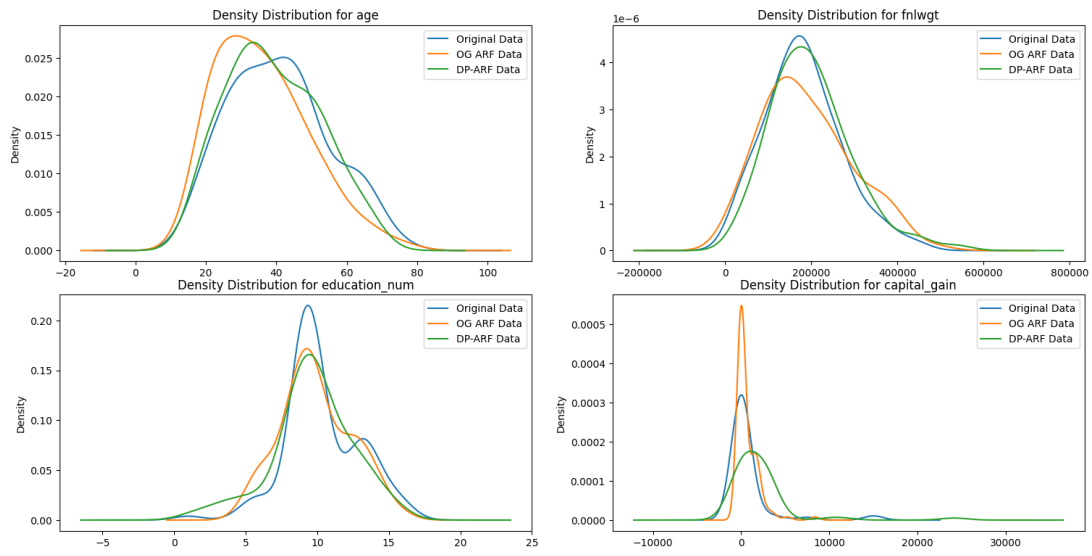 Density Distribution for age
Density
0.000
0.005
0.010
0.015
0.020
0.025
−20
0
20
40
60
80
100
Original Data
OG ARF Data
DP-ARF Data
Density Distribution for fnlwgt
1e−6
Density
0
1
2
3
4
−200000
0
200000
400000
600000
800000
Original Data
OG ARF Data
DP-ARF Data
Density Distribution for education_num
Density
0.00
0.05
0.10
0.15
0.20
−5
0
5
10
15
20
25
Original Data
OG ARF Data
DP-ARF Data
Density Distribution for capital_gain
Density
0.0000
0.0001
0.0002
0.0003
0.0004
0.0005
−10000
0
10000
20000
30000
Original Data
OG ARF Data
DP-ARF Data